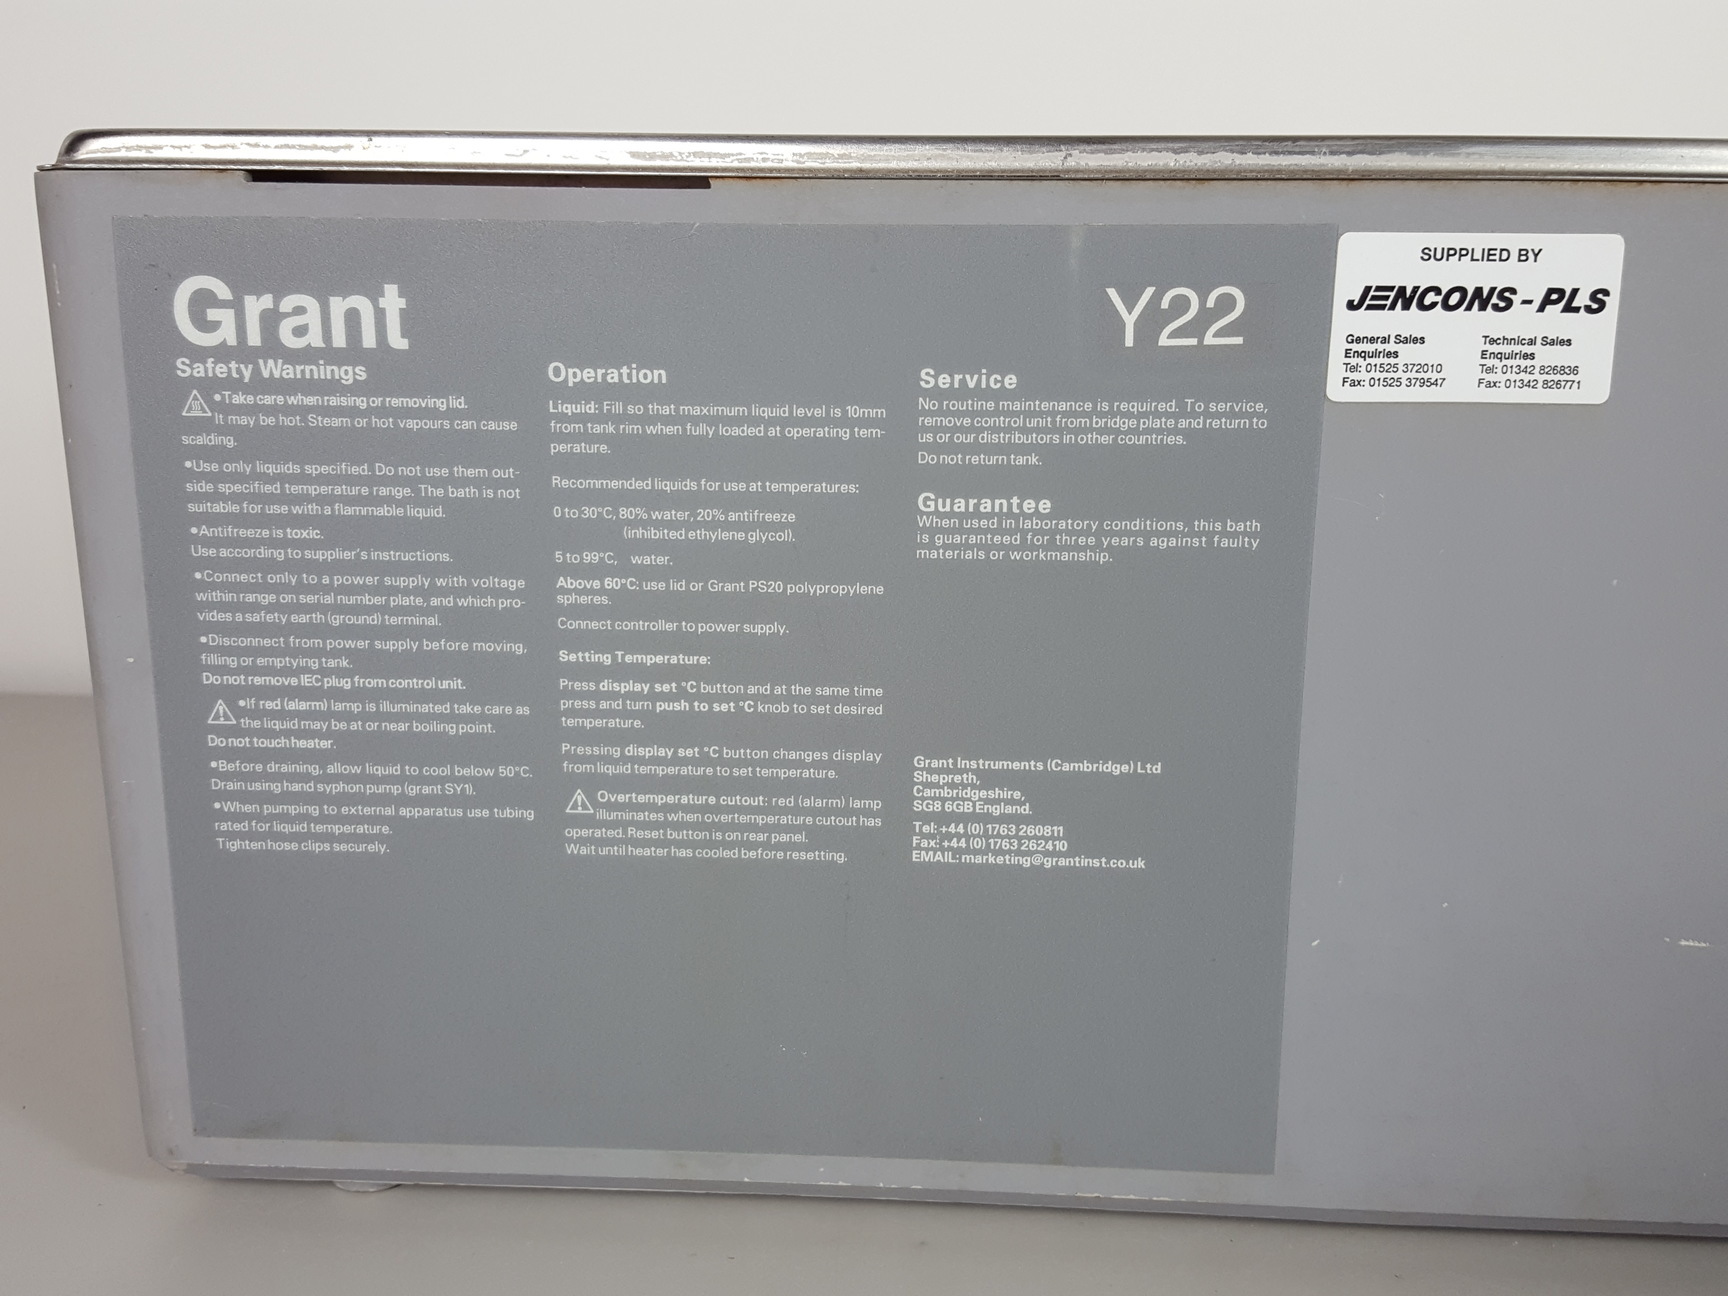 Grant
Safety Warnings
•Take care when raising or removing lid.
It may be hot. Steam or hot vapours can cause
scalding.
•Use only liquids specified. Do not use them out-
side specified temperature range. The bath is not
suitable for use with a flammable liquid.
•Antifreeze is toxic.
Use according to supplier's instructions.
•Connect only to a power supply with voltage
within range on serial number plate, and which pro-
vides a safety earth (ground) terminal.
•Disconnect from power supply before moving,
filling or emptying tank.
Do not remove IEC plug from control unit.
•If red (alarm) lamp is illuminated take care as
the liquid may be at or near boiling point.
Do not touch heater.
•Before draining, allow liquid to cool below 50°C.
Drain using hand syphon pump (grant SY1).
•When pumping to external apparatus use tubing
rated for liquid temperature.
Tighten hose clips securely.
Operation
Liquid: Fill so that maximum liquid level is 10mm
from tank rim when fully loaded at operating tem-
perature.
Recommended liquids for use at temperatures:
0 to 30°C, 80% water, 20% antifreeze
(inhibited ethylene glycol).
5 to 99°C, water.
Above 60°C: use lid or Grant PS20 polypropylene
spheres.
Connect controller to power supply.
Setting Temperature:
Press display set °C button and at the same time
press and turn push to set °C knob to set desired
temperature.
Pressing display set °C button changes display
from liquid temperature to set temperature.
Overtemperature cutout: red (alarm) lamp
illuminates when overtemperature cutout has
operated. Reset button is on rear panel.
Wait until heater has cooled before resetting.
Y22
Service
No routine maintenance is required. To service,
remove control unit from bridge plate and return to
us or our distributors in other countries.
Do not return tank.
Guarantee
When used in laboratory conditions, this bath
is guaranteed for three years against faulty
materials or workmanship.
Grant Instruments (Cambridge) Ltd
Shepreth,
Cambridgeshire,
SG8 6GB England.
Tel: +44 (0) 1763 260811
Fax: +44 (0) 1763 262410
EMAIL: marketing@grantinst.co.uk
SUPPLIED BY
JENCONS-PLS
General Sales
Enquiries
Tel: 01525 372010
Fax: 01525 379547
Technical Sales
Enquiries
Tel: 01342 826836
Fax: 01342 826771